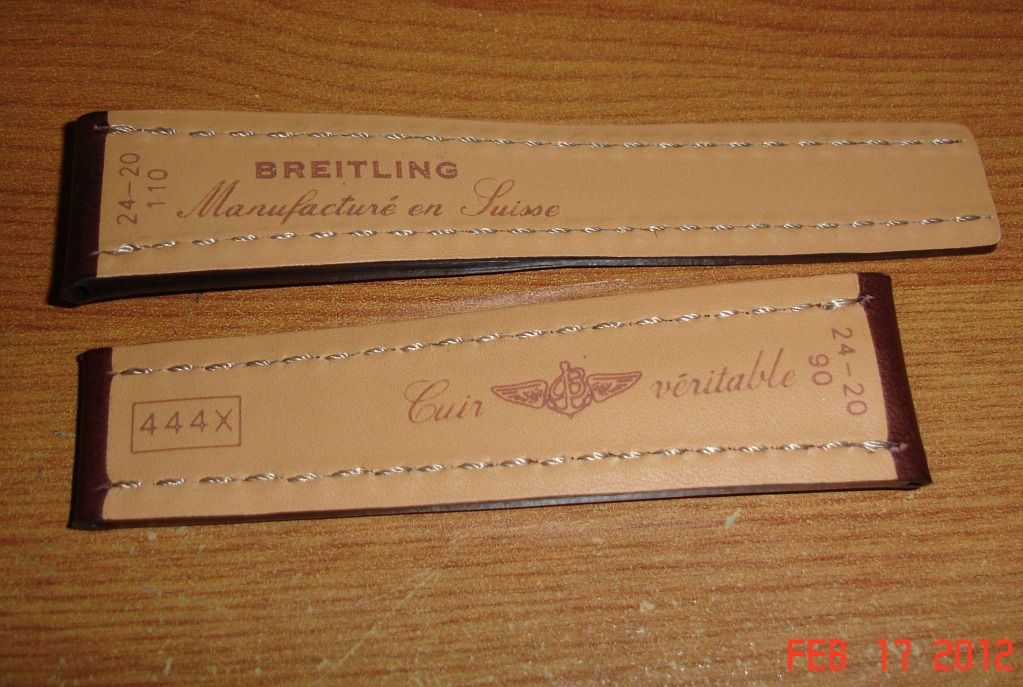 24-20
110
BREITLING
Manufacturé en Suisse
444X
Cuir véritable
24-20
90
FEB 17 2012